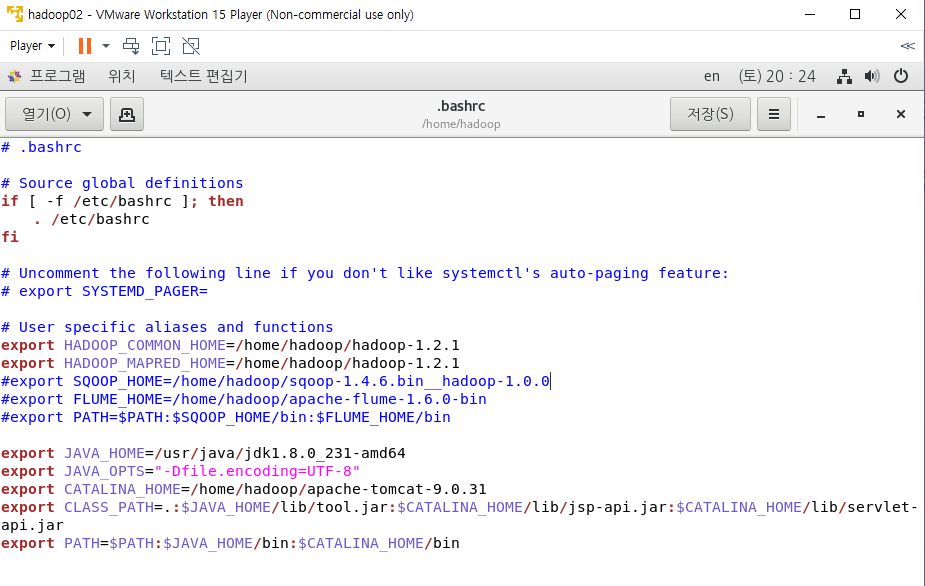 hadoop02 - VMware Workstation 15 Player (Non-commercial use only)
Player
프로그램 위치 텍스트 편집기 en (토) 20 : 24
열기(O) .bashrc 저장(S)
/home/hadoop
# .bashrc
# Source global definitions
if [ -f /etc/bashrc ]; then
. /etc/bashrc
fi
# Uncomment the following line if you don't like systemctl's auto-paging feature:
# export SYSTEMD_PAGER=
# User specific aliases and functions
export HADOOP_COMMON_HOME=/home/hadoop/hadoop-1.2.1
export HADOOP_MAPRED_HOME=/home/hadoop/hadoop-1.2.1
#export SQOOP_HOME=/home/hadoop/sqoop-1.4.6.bin__hadoop-1.0.0
#export FLUME_HOME=/home/hadoop/apache-flume-1.6.0-bin
#export PATH=$PATH:$SQOOP_HOME/bin:$FLUME_HOME/bin
export JAVA_HOME=/usr/java/jdk1.8.0_231-amd64
export JAVA_OPTS="-Dfile.encoding=UTF-8"
export CATALINA_HOME=/home/hadoop/apache-tomcat-9.0.31
export CLASS_PATH=.:$JAVA_HOME/lib/tool.jar:$CATALINA_HOME/lib/jsp-api.jar:$CATALINA_HOME/lib/servlet-
api.jar
export PATH=$PATH:$JAVA_HOME/bin:$CATALINA_HOME/bin